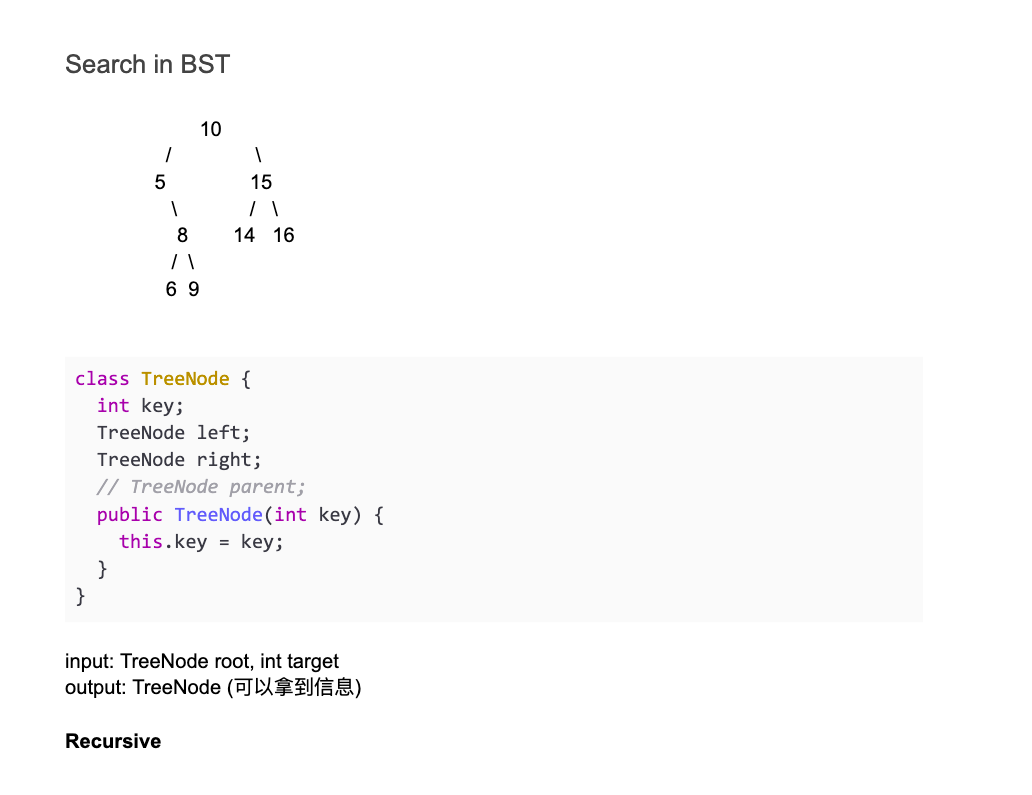 Search in BST
10
/ \
5 15
\ / \
8 14 16
/ \
6 9
class TreeNode {
  int key;
  TreeNode left;
  TreeNode right;
  // TreeNode parent;
  public TreeNode(int key) {
    this.key = key;
  }
}
input: TreeNode root, int target
output: TreeNode (可以拿到信息)
Recursive